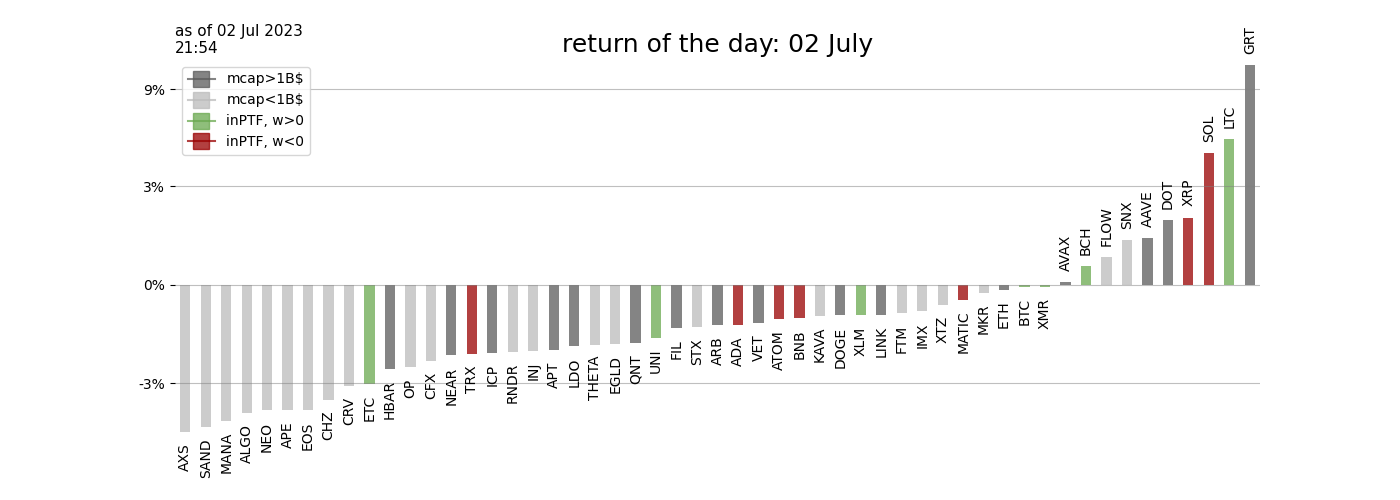 as of 02 Jul 2023
21:54
return of the day: 02 July
mcap>1B$
mcap<1B$
inPTF, w>0
inPTF, w<0
9%
3%
0%
-3%
AXS
SAND
MANA
ALGO
NEO
APE
EOS
CHZ
CRV
ETC
HBAR
OP
CFX
NEAR
TRX
ICP
RNDR
INJ
APT
LDO
THETA
EGLD
QNT
UNI
FIL
STX
ARB
ADA
VET
ATOM
BNB
KAVA
DOGE
XLM
LINK
FTM
IMX
XTZ
MATIC
MKR
ETH
BTC
XMR
AVAX
BCH
FLOW
SNX
AAVE
DOT
XRP
SOL
LTC
GRT